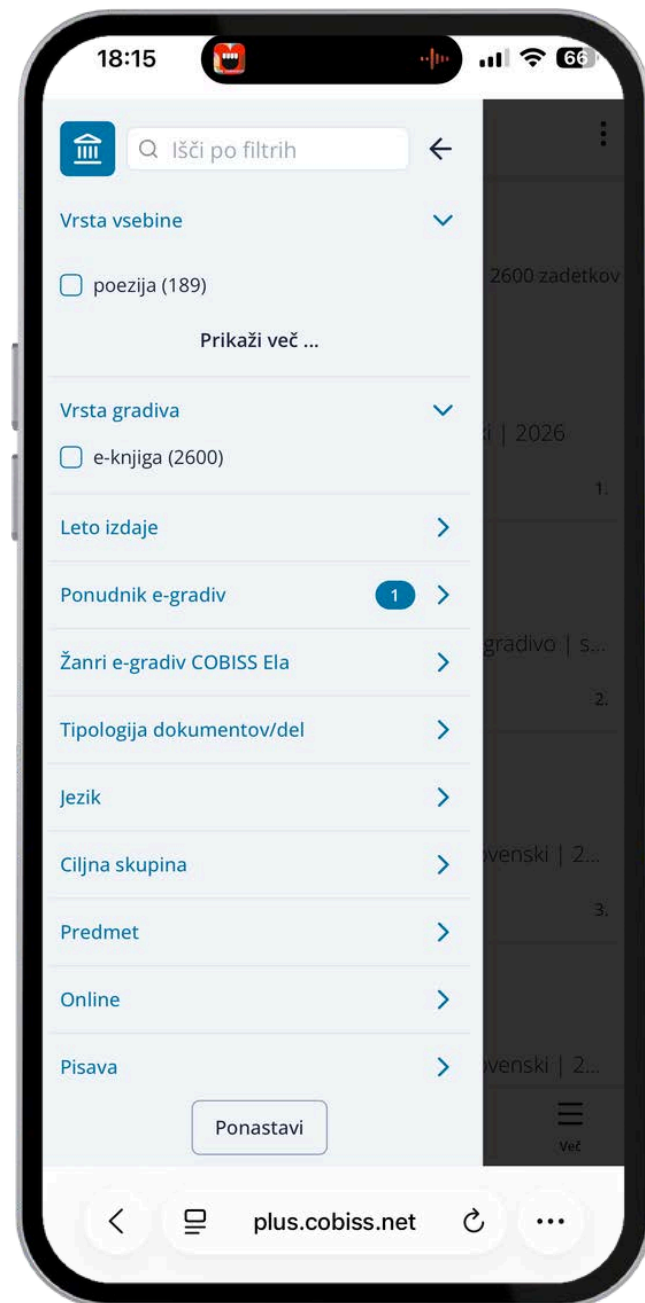 18:15
66
Išči po filtrih
Vrsta vsebine
poezija (189)
2600 zadetkov
Prikaži več ...
Vrsta gradiva
i | 2026
e-knjiga (2600)
1.
Leto izdaje
Ponudnik e-gradiv 1
gradivo | s...
Žanri e-gradiv COBISS Ela
2.
Tipologija dokumentov/del
Jezik
Ciljna skupina
venski | 2...
3.
Predmet
Online
Pisava
venski | 2...
Ponastavi
Več
plus.cobiss.net